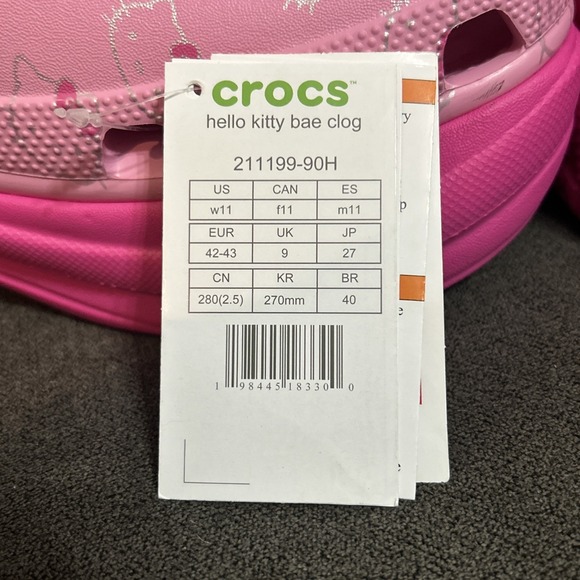 crocs™
hello kitty bae clog
211199-90H
US CAN ES
w11 f11 m11
EUR UK JP
42-43 9 27
CN KR BR
280(2.5) 270mm 40
1 98445 18330 0